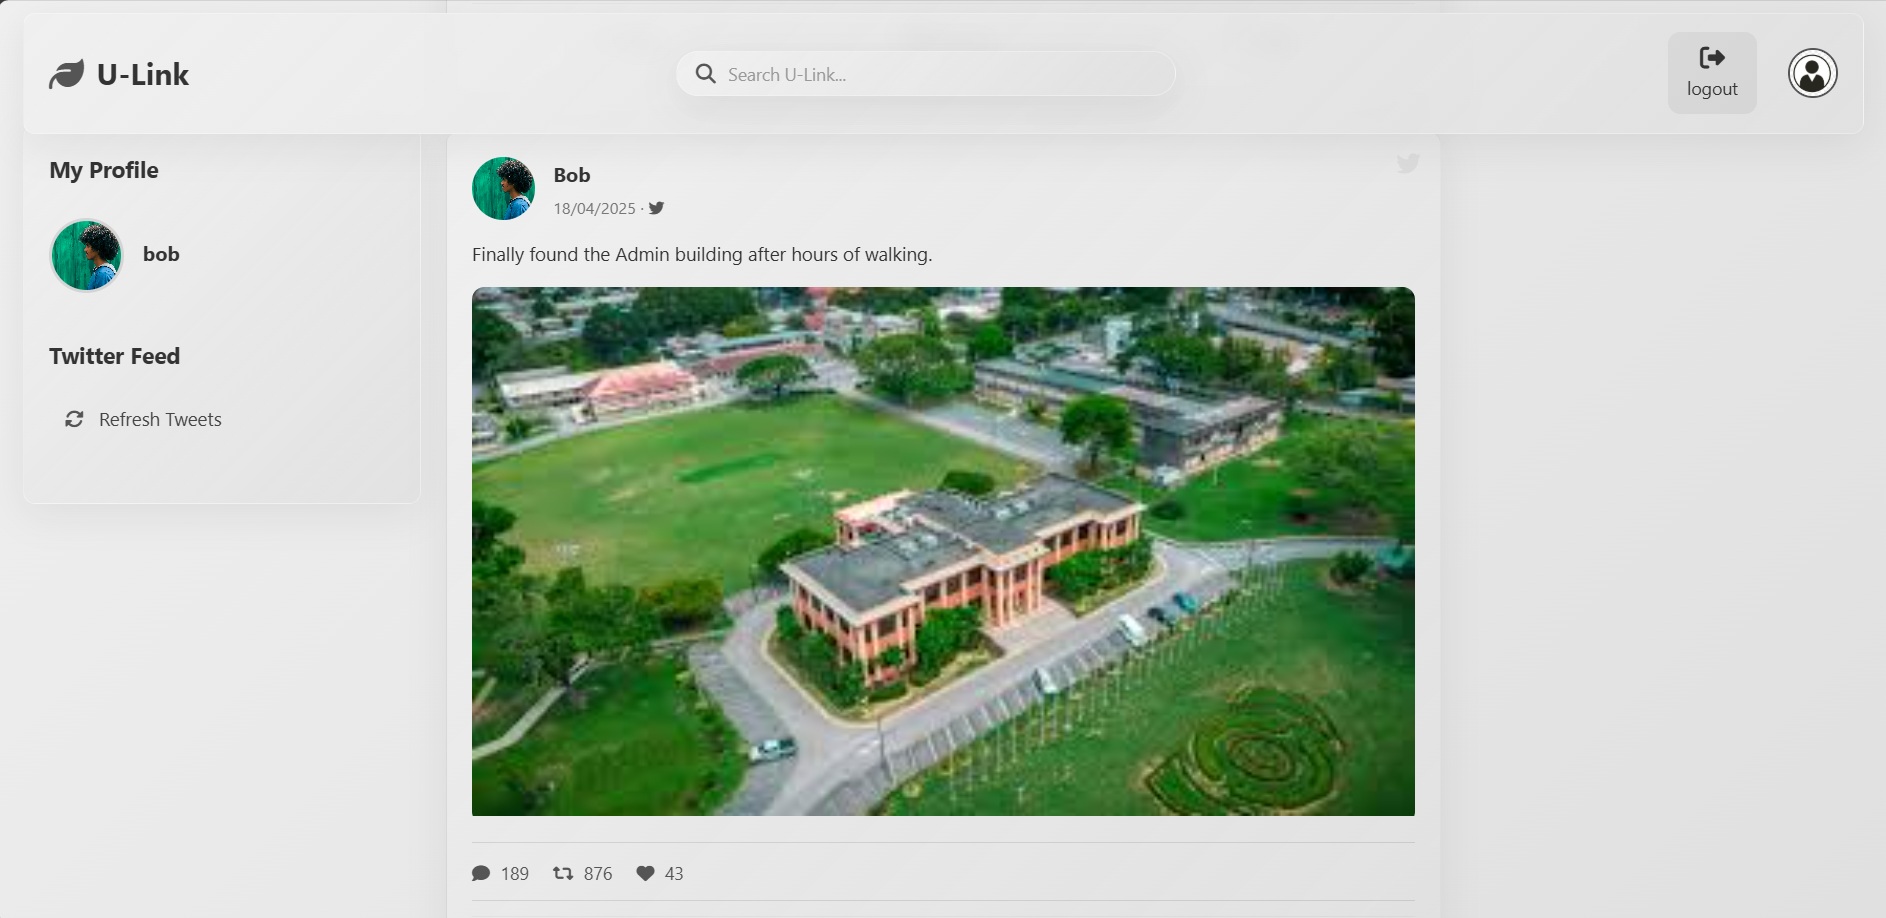 U-Link
Search U-Link...
logout
My Profile
bob
Twitter Feed
Refresh Tweets
Bob
18/04/2025 ·
Finally found the Admin building after hours of walking.
189 876 43